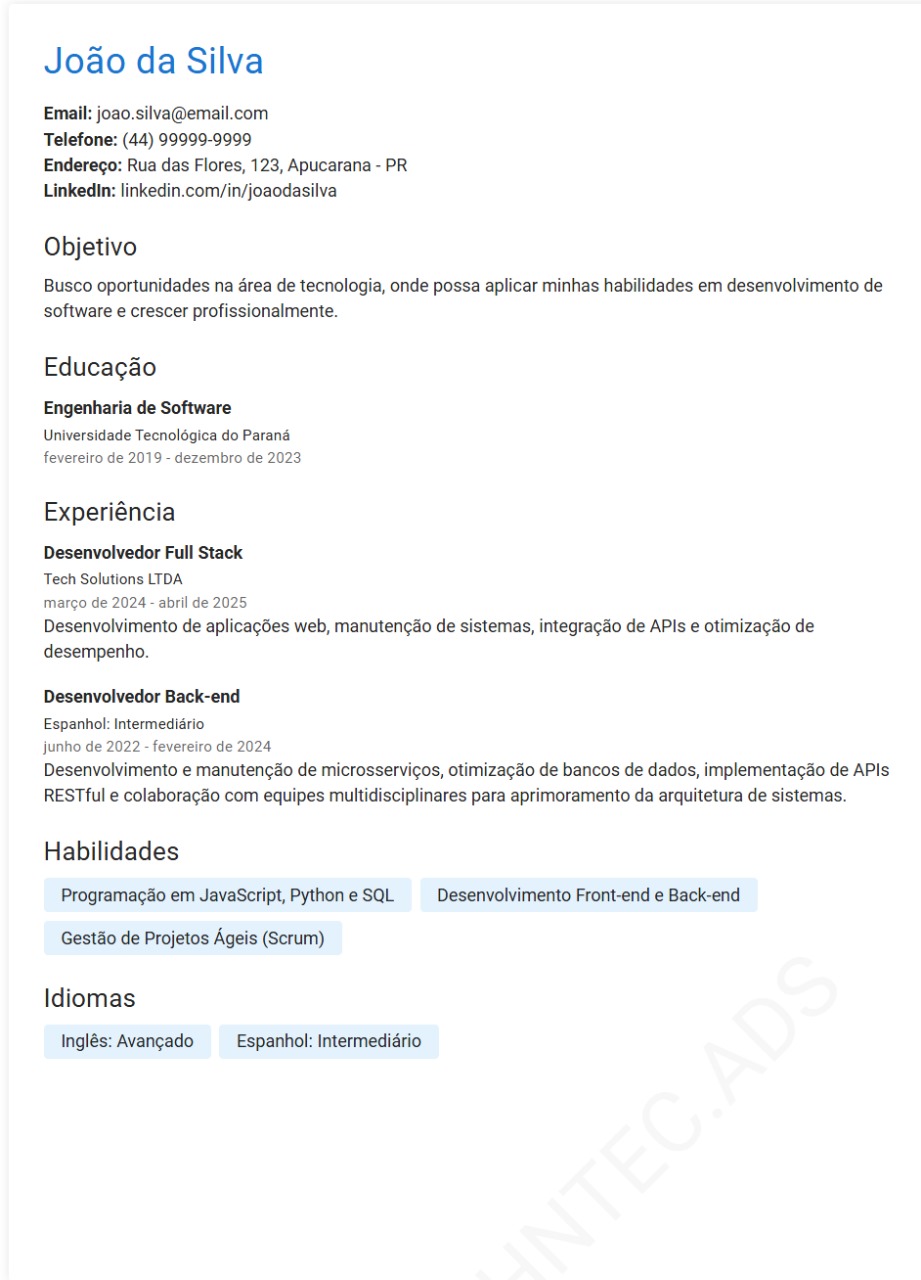 João da Silva
Email: joao.silva@email.com
Telefone: (44) 99999-9999
Endereço: Rua das Flores, 123, Apucarana - PR
LinkedIn: linkedin.com/in/joaodasilva
Objetivo
Busco oportunidades na área de tecnologia, onde possa aplicar minhas habilidades em desenvolvimento de
software e crescer profissionalmente.
Educação
Engenharia de Software
Universidade Tecnológica do Paraná
fevereiro de 2019 - dezembro de 2023
Experiência
Desenvolvedor Full Stack
Tech Solutions LTDA
março de 2024 - abril de 2025
Desenvolvimento de aplicações web, manutenção de sistemas, integração de APIs e otimização de
desempenho.
Desenvolvedor Back-end
Espanhol: Intermediário
junho de 2022 - fevereiro de 2024
Desenvolvimento e manutenção de microsserviços, otimização de bancos de dados, implementação de APIs
RESTful e colaboração com equipes multidisciplinares para aprimoramento da arquitetura de sistemas.
Habilidades
Programação em JavaScript, Python e SQL Desenvolvimento Front-end e Back-end
Gestão de Projetos Ágeis (Scrum)
Idiomas
Inglês: Avançado Espanhol: Intermediário
HNTEC.ADS